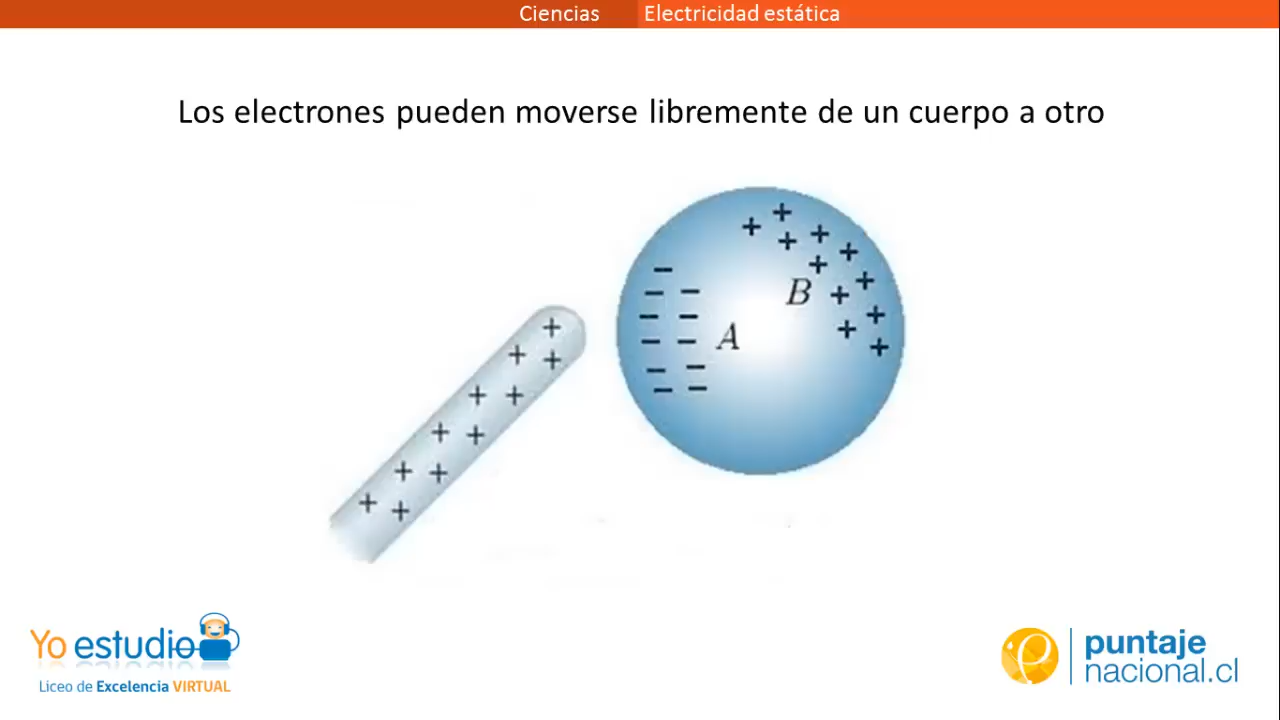 Ciencias Electricidad estática
Los electrones pueden moverse libremente de un cuerpo a otro
+ +
+ + +
+ +
B + +
+ +
+
− −
− −
− −
− −
− −
− A
+ +
+ +
+ +
+ +
+ +
+ +
Yo estudio
Liceo de Excelencia VIRTUAL
puntaje
nacional.cl